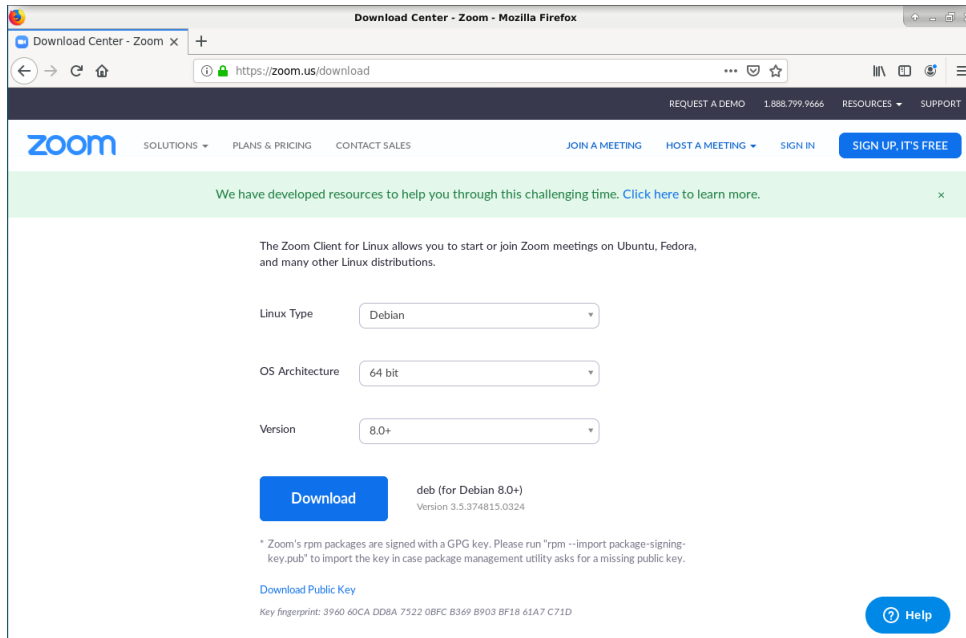 Download Center - Zoom - Mozilla Firefox
Download Center - Zoom
https://zoom.us/download
REQUEST A DEMO 1.888.799.9666 RESOURCES SUPPORT
zoom SOLUTIONS PLANS & PRICING CONTACT SALES JOIN A MEETING HOST A MEETING SIGN IN SIGN UP, IT'S FREE
We have developed resources to help you through this challenging time. Click here to learn more.
The Zoom Client for Linux allows you to start or join Zoom meetings on Ubuntu, Fedora,
and many other Linux distributions.
Linux Type Debian
OS Architecture 64 bit
Version 8.0+
Download deb (for Debian 8.0+)
Version 3.5.374815.0324
* Zoom's rpm packages are signed with a GPG key. Please run "rpm --import package-signing-
key.pub" to import the key in case package management utility asks for a missing public key.
Download Public Key
Key fingerprint: 3960 60CA DD8A 7522 0BFC B369 B903 BF18 61A7 C71D
? Help